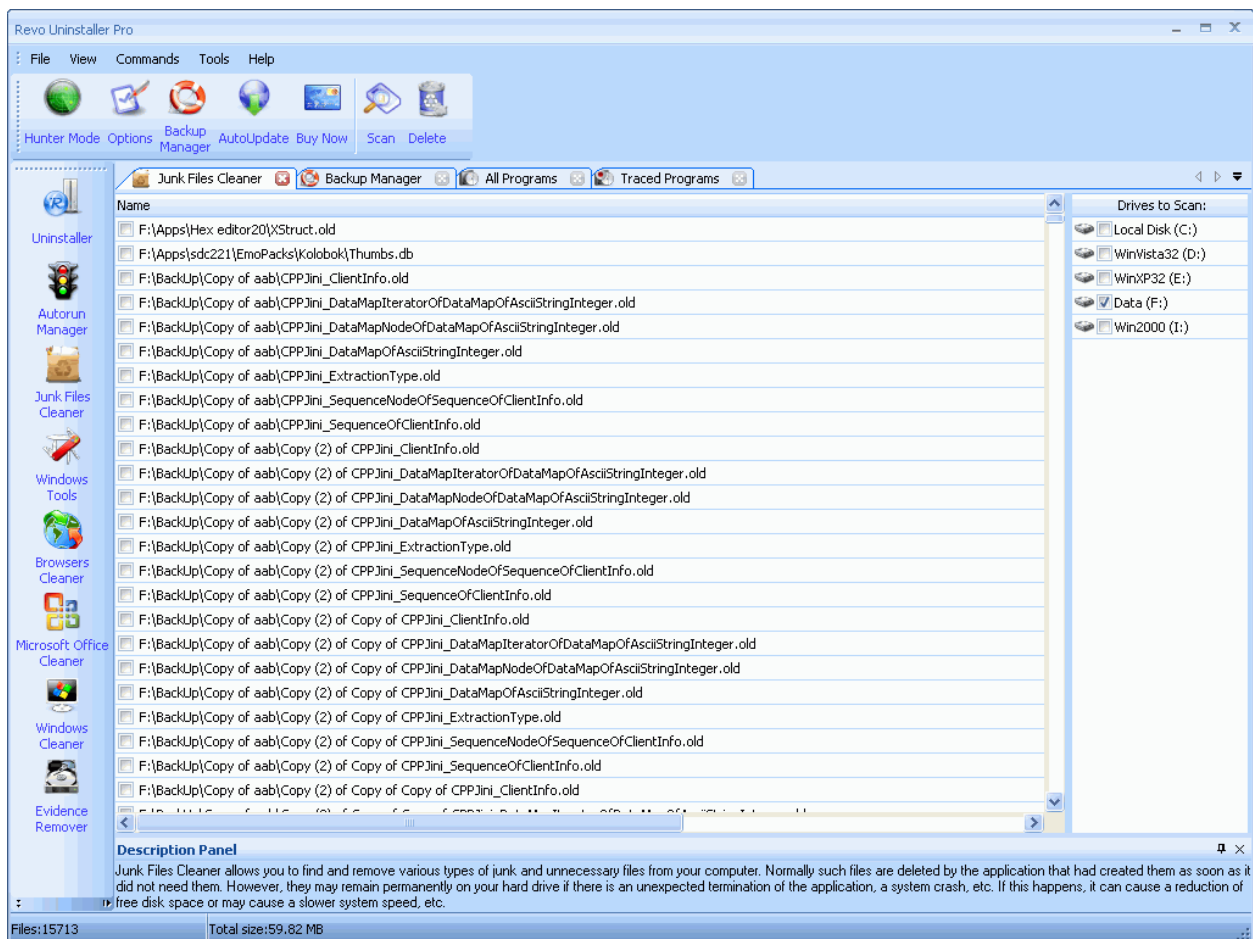 Revo Uninstaller Pro
File View Commands Tools Help
Hunter Mode Options Backup Manager AutoUpdate Buy Now Scan Delete
Junk Files Cleaner Backup Manager All Programs Traced Programs
Uninstaller
Autorun
Manager
Junk Files
Cleaner
Windows
Tools
Browsers
Cleaner
Microsoft Office
Cleaner
Windows
Cleaner
Evidence
Remover
Name
F:\Apps\Hex editor20\XStruct.old
F:\Apps\sdc221\EmoPacks\Kolobok\Thumbs.db
F:\BackUp\Copy of aab\CPPJini_ClientInfo.old
F:\BackUp\Copy of aab\CPPJini_DataMapIteratorOfDataMapOfAsciiStringInteger.old
F:\BackUp\Copy of aab\CPPJini_DataMapNodeOfDataMapOfAsciiStringInteger.old
F:\BackUp\Copy of aab\CPPJini_DataMapOfAsciiStringInteger.old
F:\BackUp\Copy of aab\CPPJini_ExtractionType.old
F:\BackUp\Copy of aab\CPPJini_SequenceNodeOfSequenceOfClientInfo.old
F:\BackUp\Copy of aab\CPPJini_SequenceOfClientInfo.old
F:\BackUp\Copy of aab\Copy (2) of CPPJini_ClientInfo.old
F:\BackUp\Copy of aab\Copy (2) of CPPJini_DataMapIteratorOfDataMapOfAsciiStringInteger.old
F:\BackUp\Copy of aab\Copy (2) of CPPJini_DataMapNodeOfDataMapOfAsciiStringInteger.old
F:\BackUp\Copy of aab\Copy (2) of CPPJini_DataMapOfAsciiStringInteger.old
F:\BackUp\Copy of aab\Copy (2) of CPPJini_ExtractionType.old
F:\BackUp\Copy of aab\Copy (2) of CPPJini_SequenceNodeOfSequenceOfClientInfo.old
F:\BackUp\Copy of aab\Copy (2) of CPPJini_SequenceOfClientInfo.old
F:\BackUp\Copy of aab\Copy (2) of Copy of CPPJini_ClientInfo.old
F:\BackUp\Copy of aab\Copy (2) of Copy of CPPJini_DataMapIteratorOfDataMapOfAsciiStringInteger.old
F:\BackUp\Copy of aab\Copy (2) of Copy of CPPJini_DataMapNodeOfDataMapOfAsciiStringInteger.old
F:\BackUp\Copy of aab\Copy (2) of Copy of CPPJini_DataMapOfAsciiStringInteger.old
F:\BackUp\Copy of aab\Copy (2) of Copy of CPPJini_ExtractionType.old
F:\BackUp\Copy of aab\Copy (2) of Copy of CPPJini_SequenceNodeOfSequenceOfClientInfo.old
F:\BackUp\Copy of aab\Copy (2) of Copy of CPPJini_SequenceOfClientInfo.old
F:\BackUp\Copy of aab\Copy (2) of Copy of Copy of CPPJini_ClientInfo.old
Drives to Scan:
Local Disk (C:)
WinVista32 (D:)
WinXP32 (E:)
Data (F:)
Win2000 (I:)
Description Panel
Junk Files Cleaner allows you to find and remove various types of junk and unnecessary files from your computer. Normally such files are deleted by the application that had created them as soon as it
did not need them. However, they may remain permanently on your hard drive if there is an unexpected termination of the application, a system crash, etc. If this happens, it can cause a reduction of
free disk space or may cause a slower system speed, etc.
Files:15713 Total size:59.82 MB